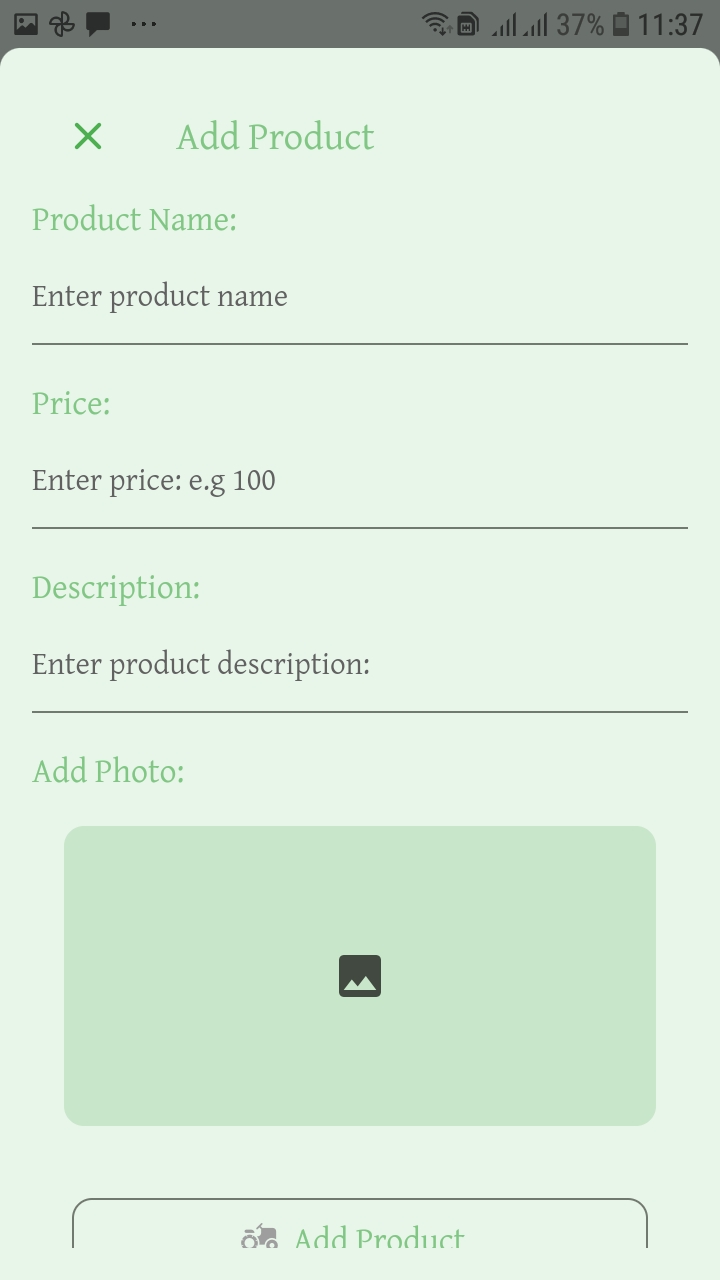 37% 11:37
Add Product
Product Name:
Enter product name
Price:
Enter price: e.g 100
Description:
Enter product description:
Add Photo:
Add Product